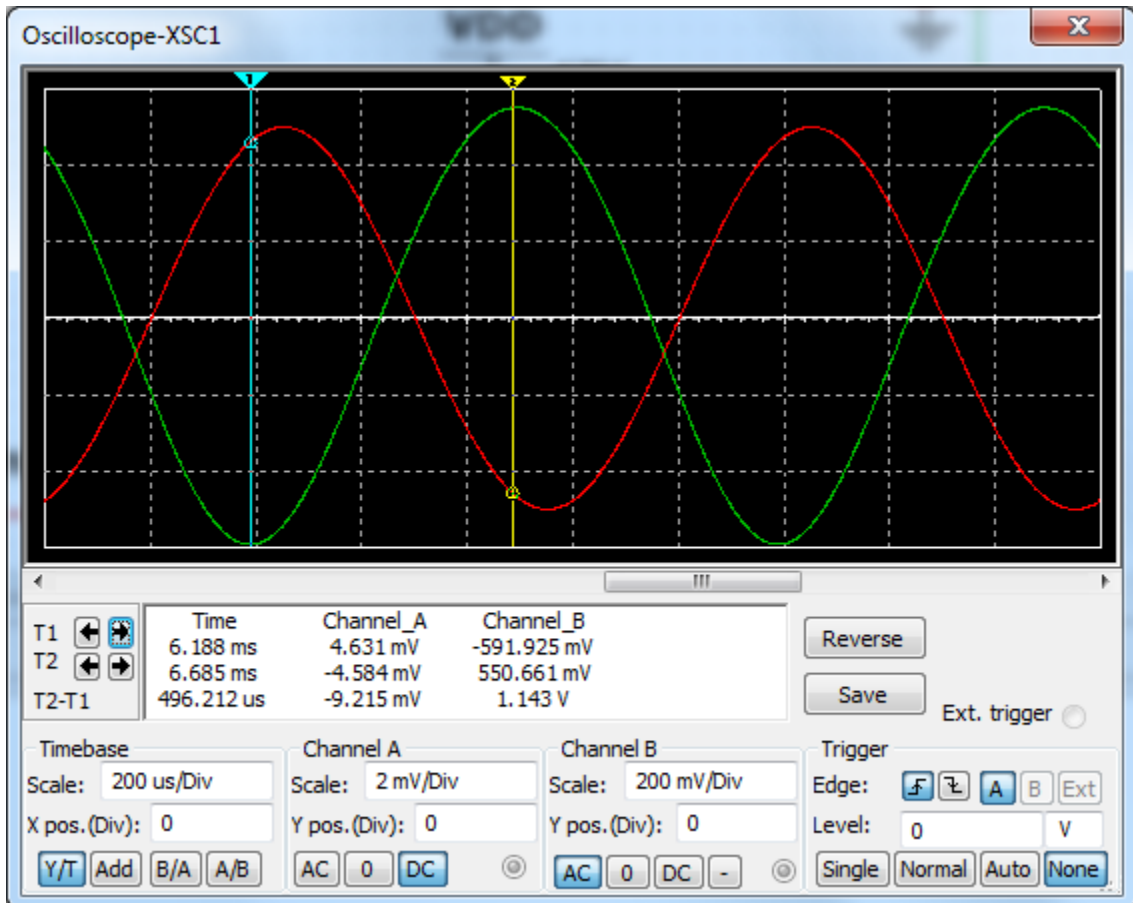 Oscilloscope-XSC1
VDD
x
1
2
Time Channel_A Channel_B
T1 6.188 ms 4.631 mV -591.925 mV
T2 6.685 ms -4.584 mV 550.661 mV
T2-T1 496.212 us -9.215 mV 1.143 V
Reverse
Save
Ext. trigger
Timebase
Scale: 200 us/Div
X pos.(Div): 0
Y/T Add B/A A/B
Channel A
Scale: 2 mV/Div
Y pos.(Div): 0
AC 0 DC
Channel B
Scale: 200 mV/Div
Y pos.(Div): 0
AC 0 DC -
Trigger
Edge: A B Ext
Level: 0 V
Single Normal Auto None